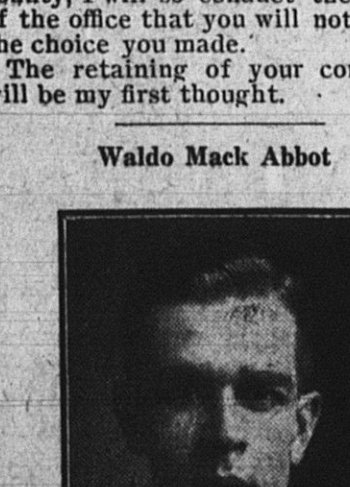 f the office that you will not
he choice you made.
The retaining of your
ill be my first thought.
Waldo Mack Abbot